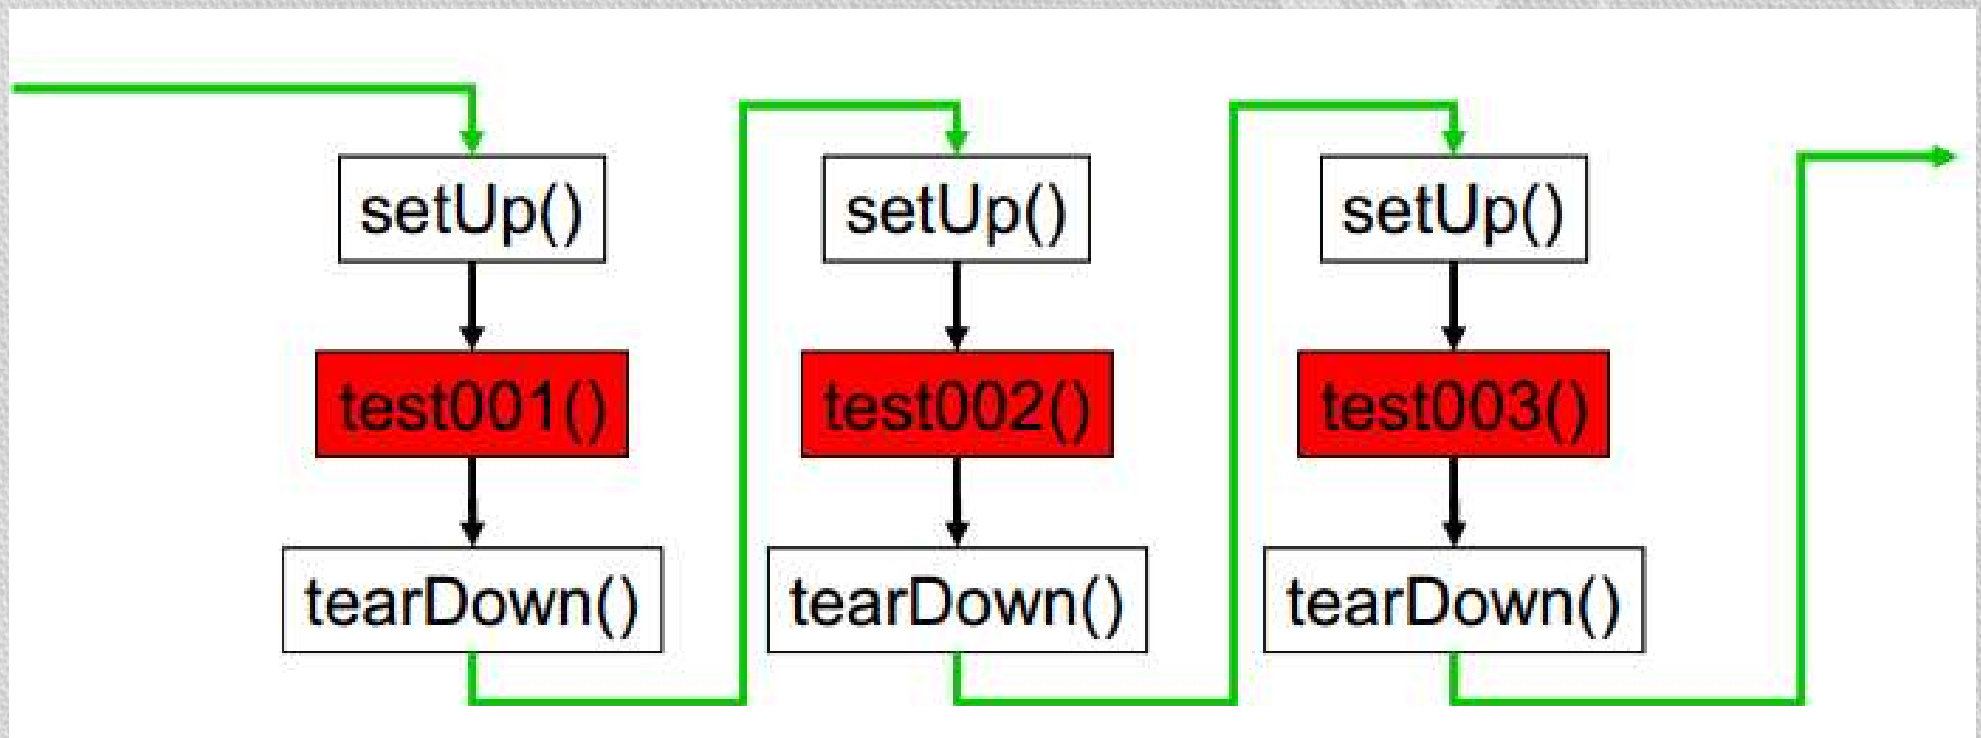 setUp()
test001()
tearDown()
setUp()
test002()
tearDown()
setUp()
test003()
tearDown()